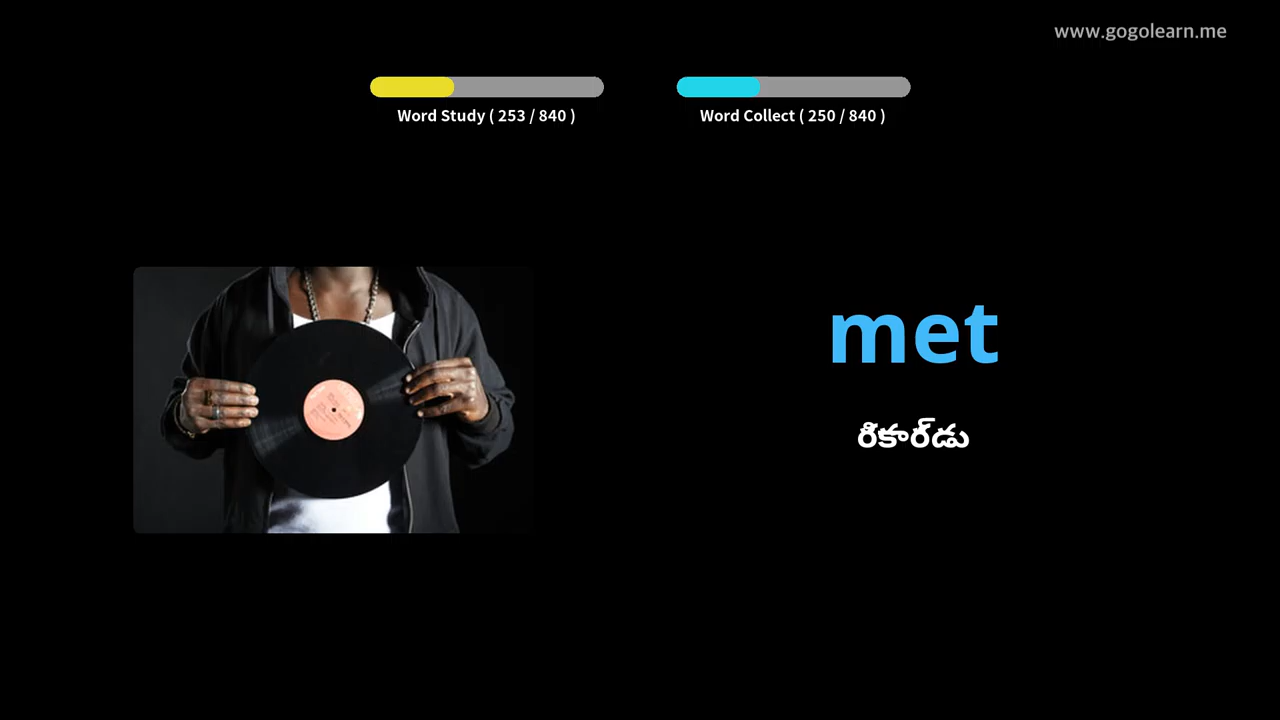 www.gogolearn.me
Word Study ( 253 / 840 )
Word Collect ( 250 / 840 )
met
రికార్డు